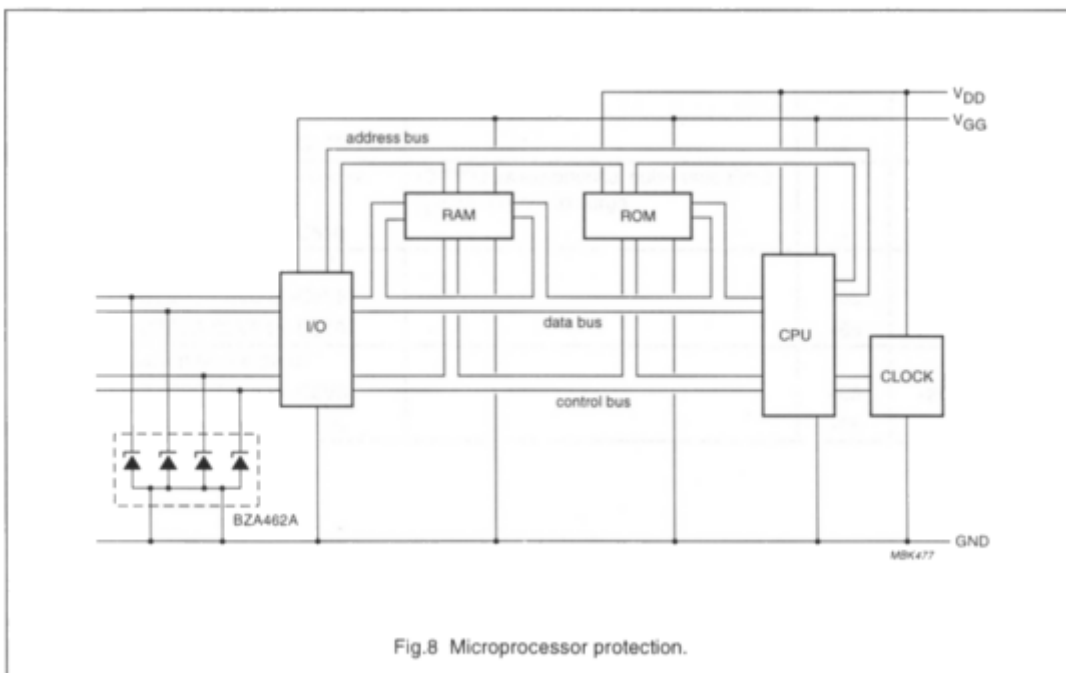 VDD
VGG
address bus
RAM
ROM
I/O
data bus
CPU
CLOCK
control bus
BZA462A
GND
MBK477
Fig.8 Microprocessor protection.